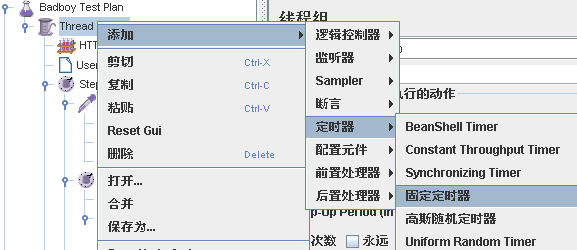 Badboy Test Plan
Thread
HTT
User
Step
添加
剪切 Ctrl-X
复制 Ctrl-C
粘贴 Ctrl-V
Reset Gui
删除 Delete
打开...
合并
保存为...
线程组
逻辑控制器
监听器
Sampler
断言
定时器
配置元件
前置处理器
后置处理器
执行的动作
BeanShell Timer
Constant Throughput Timer
Synchronizing Timer
固定定时器
高斯随机定时器
Uniform Random Timer
p-Up Period (in
次数 永远